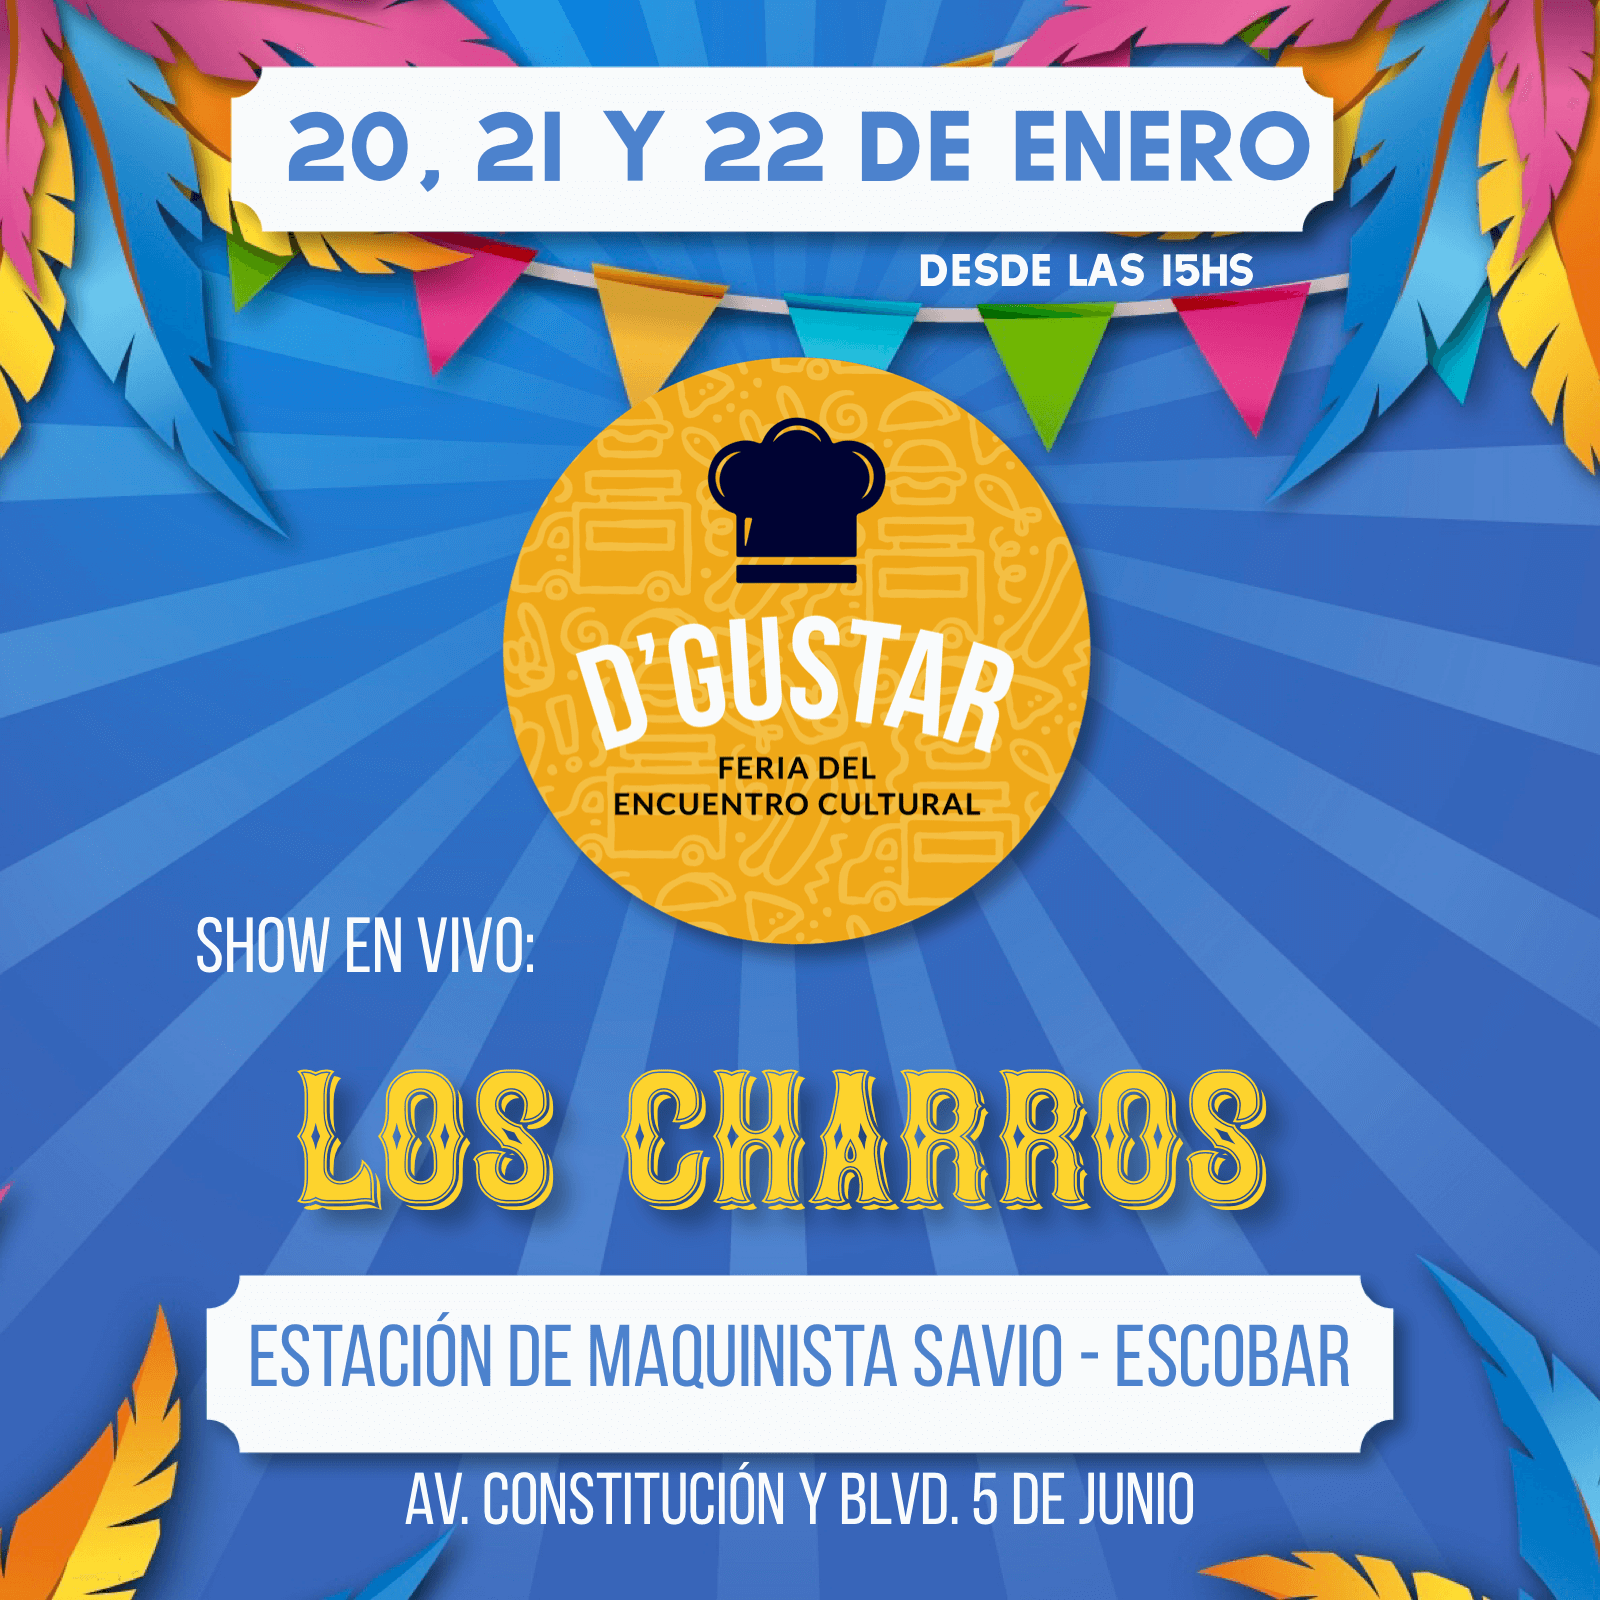 20, 21 Y 22 DE ENERO
DESDE LAS 15HS
D'GUSTAR
FERIA DEL
ENCUENTRO CULTURAL
SHOW EN VIVO:
LOS CHARROS
ESTACIÓN DE MAQUINISTA SAVIO - ESCOBAR
AV. CONSTITUCIÓN Y BLVD. 5 DE JUNIO